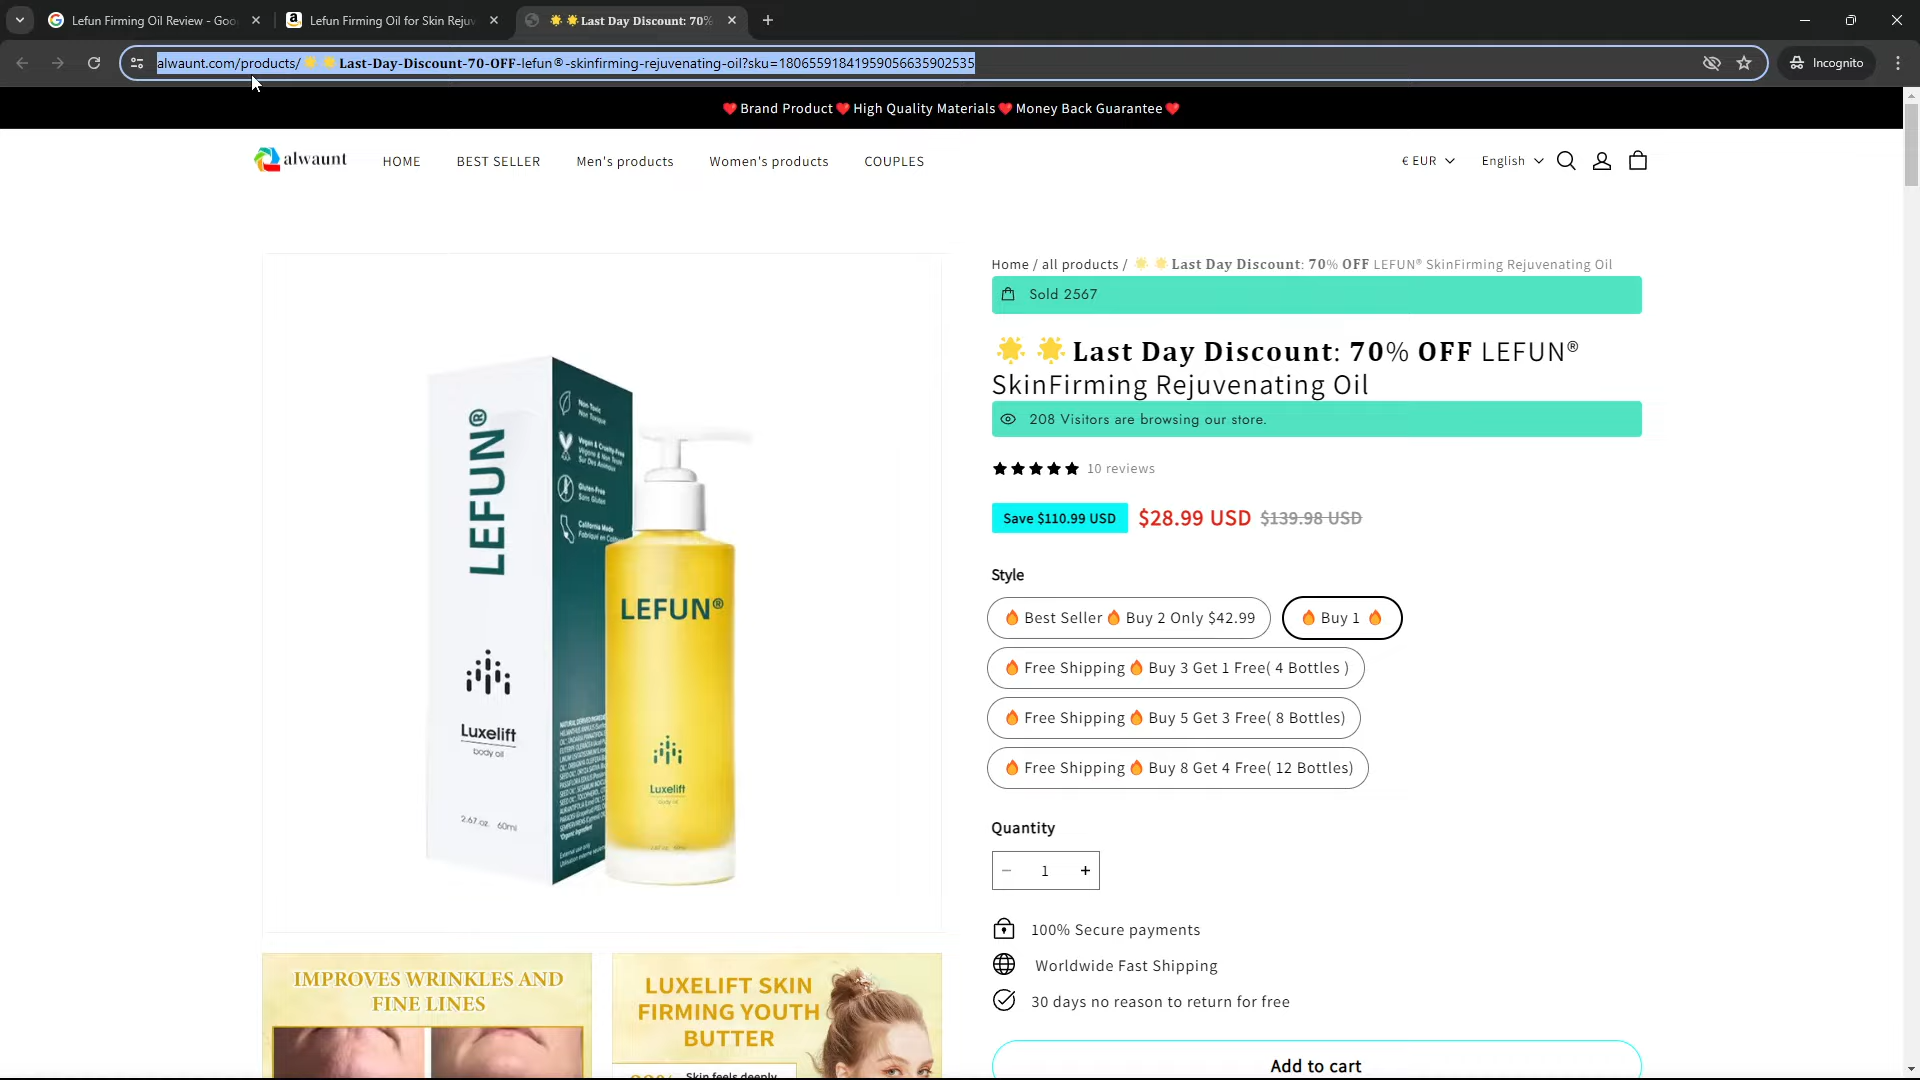 Lefun Firming Oil Review - Goo
Lefun Firming Oil for Skin Reju
🌟 🌟Last Day Discount: 70%
alwaunt.com/products/🌟 🌟Last-Day-Discount-70-OFF-lefun®-skinfirming-rejuvenating-oil?sku=18065591841959056635902535
Incognito
❤️Brand Product❤️High Quality Materials❤️Money Back Guarantee❤️
alwaunt
HOME
BEST SELLER
Men's products
Women's products
COUPLES
€ EUR
English
Home / all products / 🌟 🌟Last Day Discount: 70% OFF LEFUN® SkinFirming Rejuvenating Oil
Sold 2567
🌟 🌟Last Day Discount: 70% OFF LEFUN®
SkinFirming Rejuvenating Oil
208 Visitors are browsing our store.
10 reviews
Save $110.99 USD
$28.99 USD
$139.98 USD
Style
🔥Best Seller🔥Buy 2 Only $42.99
🔥Buy 1 🔥
🔥Free Shipping🔥Buy 3 Get 1 Free( 4 Bottles )
🔥Free Shipping🔥Buy 5 Get 3 Free( 8 Bottles)
🔥Free Shipping🔥Buy 8 Get 4 Free( 12 Bottles)
Quantity
1
100% Secure payments
Worldwide Fast Shipping
30 days no reason to return for free
Add to cart
LEFUN®
Luxelift
body oil
2.67.oz. 60ml
Non-Toxic
Non Toxique
Vegan & Cruelty-Free
Gluten-Free
Sans Gluten
California Made
LEFUN®
Luxelift
body oil
IMPROVES WRINKLES AND
FINE LINES
LUXELIFT SKIN
FIRMING YOUTH
BUTTER
Skin feels deeply